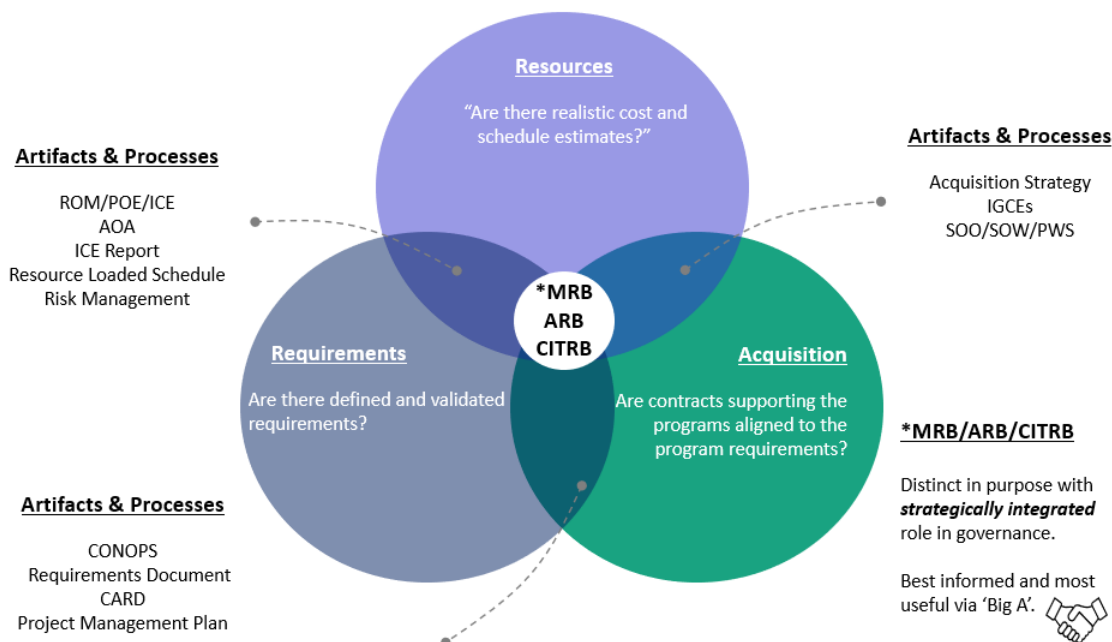 Resources
“Are there realistic cost and
schedule estimates?”
Artifacts & Processes
ROM/POE/ICE
AOA
ICE Report
Resource Loaded Schedule
Risk Management
Artifacts & Processes
Acquisition Strategy
IGCEs
SOO/SOW/PWS
*MRB
ARB
CITRB
Requirements
Are there defined and validated
requirements?
Acquisition
Are contracts supporting the
programs aligned to the
program requirements?
Artifacts & Processes
CONOPS
Requirements Document
CARD
Project Management Plan
*MRB/ARB/CITRB
Distinct in purpose with
strategically integrated
role in governance.
Best informed and most
useful via ‘Big A’.